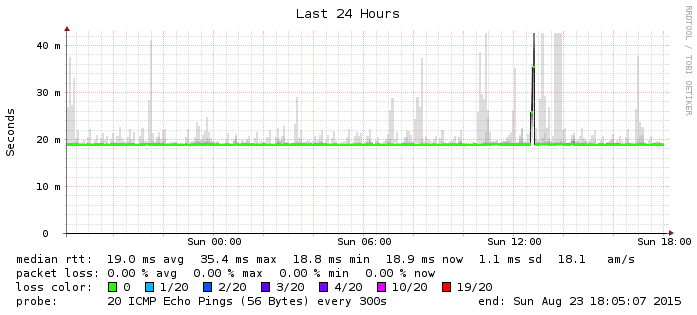 Last 24 Hours
RRDTOOL / TOBI OETIKER
Seconds
40 m
30 m
20 m
10 m
0
Sun 00:00 Sun 06:00 Sun 12:00 Sun 18:00
median rtt: 19.0 ms avg 35.4 ms max 18.8 ms min 18.9 ms now 1.1 ms sd 18.1 am/s
packet loss: 0.00 % avg 0.00 % max 0.00 % min 0.00 % now
loss color: 0 1/20 2/20 3/20 4/20 10/20 19/20
probe: 20 ICMP Echo Pings (56 Bytes) every 300s end: Sun Aug 23 18:05:07 2015